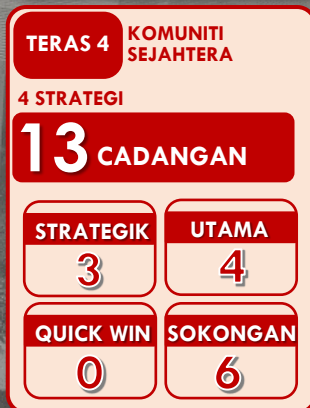 TERAS 4
KOMUNITI
SEJAHTERA
4 STRATEGI
13 CADANGAN
STRATEGIK
3
UTAMA
4
QUICK WIN
0
SOKONGAN
6